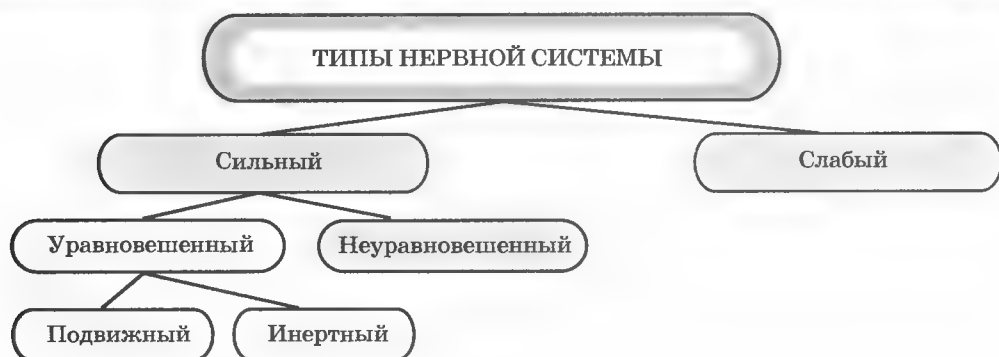 ТИПЫ НЕРВНОЙ СИСТЕМЫ
Сильный
Слабый
Уравновешенный
Неуравновешенный
Подвижный
Инертный